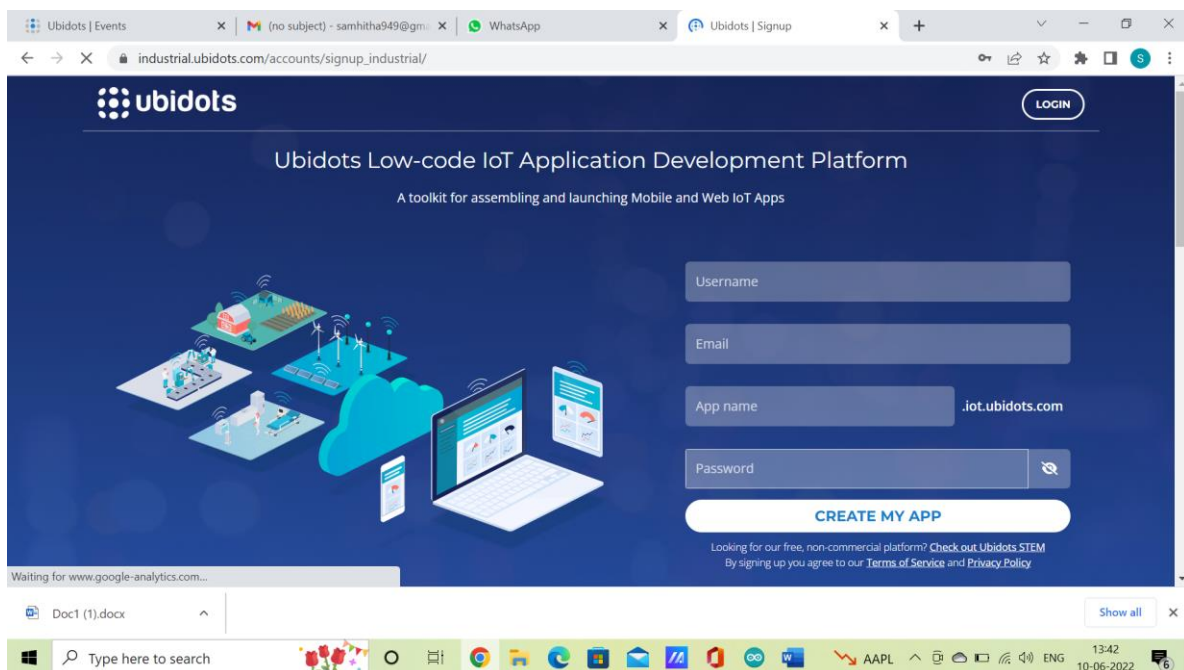 Ubidots | Events
(no subject) - samhitha949@gma
WhatsApp
Ubidots | Signup
industrial.ubidots.com/accounts/signup_industrial/
S
ubidots
LOGIN
Ubidots Low-code IoT Application Development Platform
A toolkit for assembling and launching Mobile and Web IoT Apps
Username
Email
App name .iot.ubidots.com
Password
CREATE MY APP
Looking for our free, non-commercial platform? Check out Ubidots STEM
By signing up you agree to our Terms of Service and Privacy Policy
Waiting for www.google-analytics.com...
Doc1 (1).docx
Show all
Type here to search
AAPL
ENG
13:42
10-06-2022
6